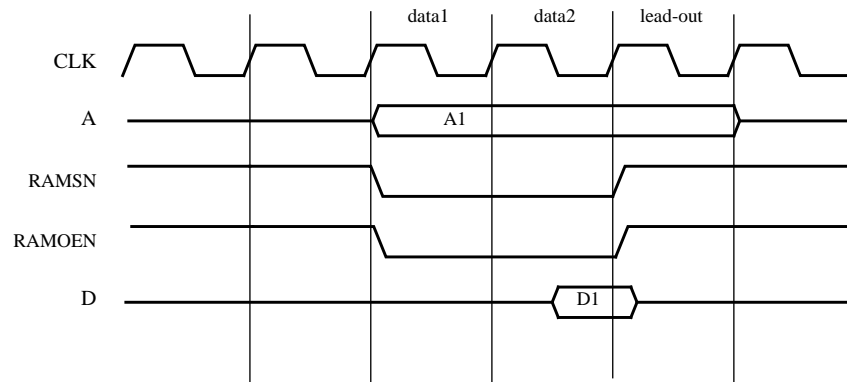 data1 data2 lead-out
CLK
A A1
RAMSN
RAMOEN
D D1